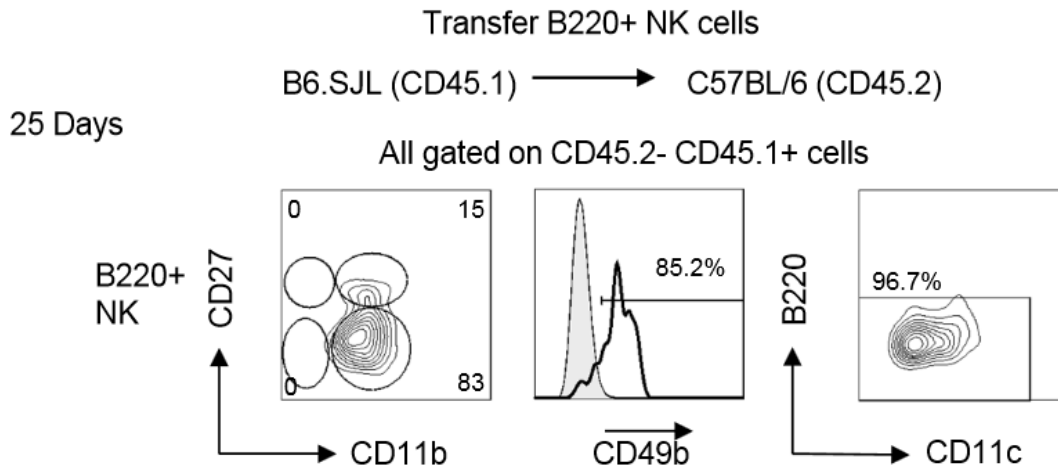 Transfer B220+ NK cells
B6.SJL (CD45.1) C57BL/6 (CD45.2)
25 Days
All gated on CD45.2- CD45.1+ cells
B220+
NK
CD27
0 15
0 83
CD11b
85.2%
CD49b
B220
96.7%
CD11c